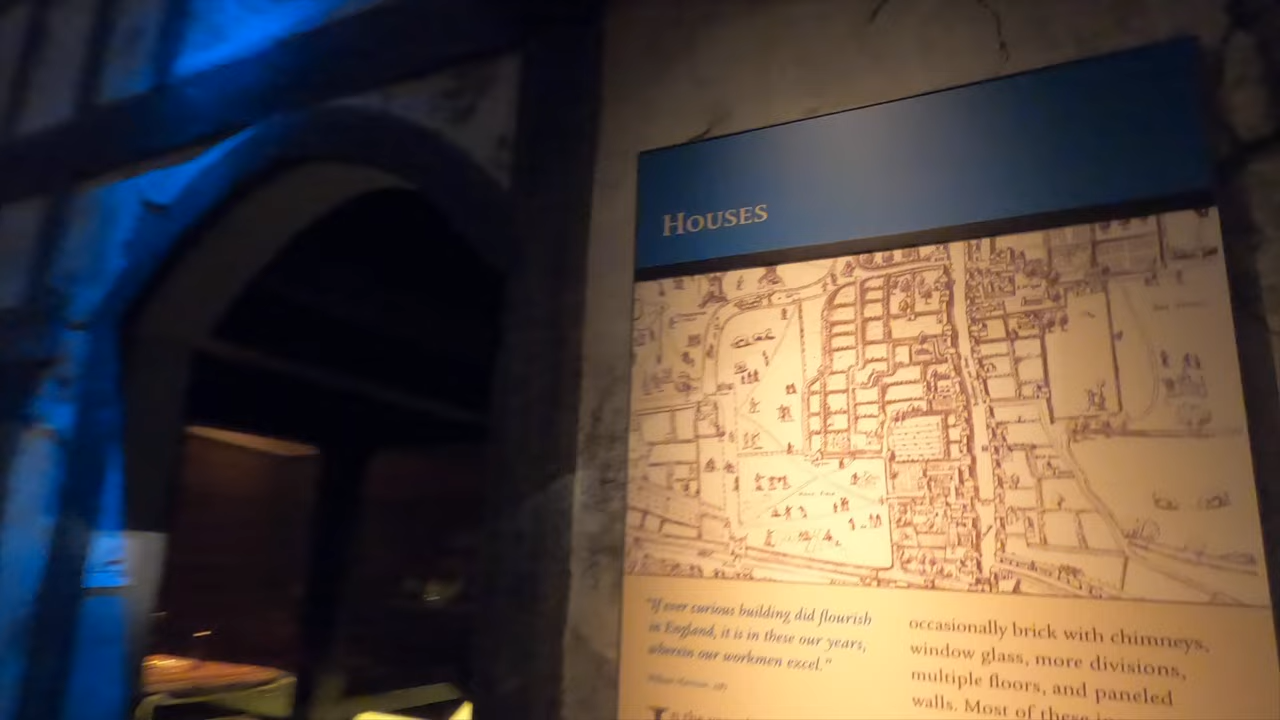 HOUSES
"If ever curious building did flourish
in England, it is in these our years,
wherein our workmen excel."
occasionally brick with chimneys,
window glass, more divisions,
multiple floors, and paneled
walls. Most of these